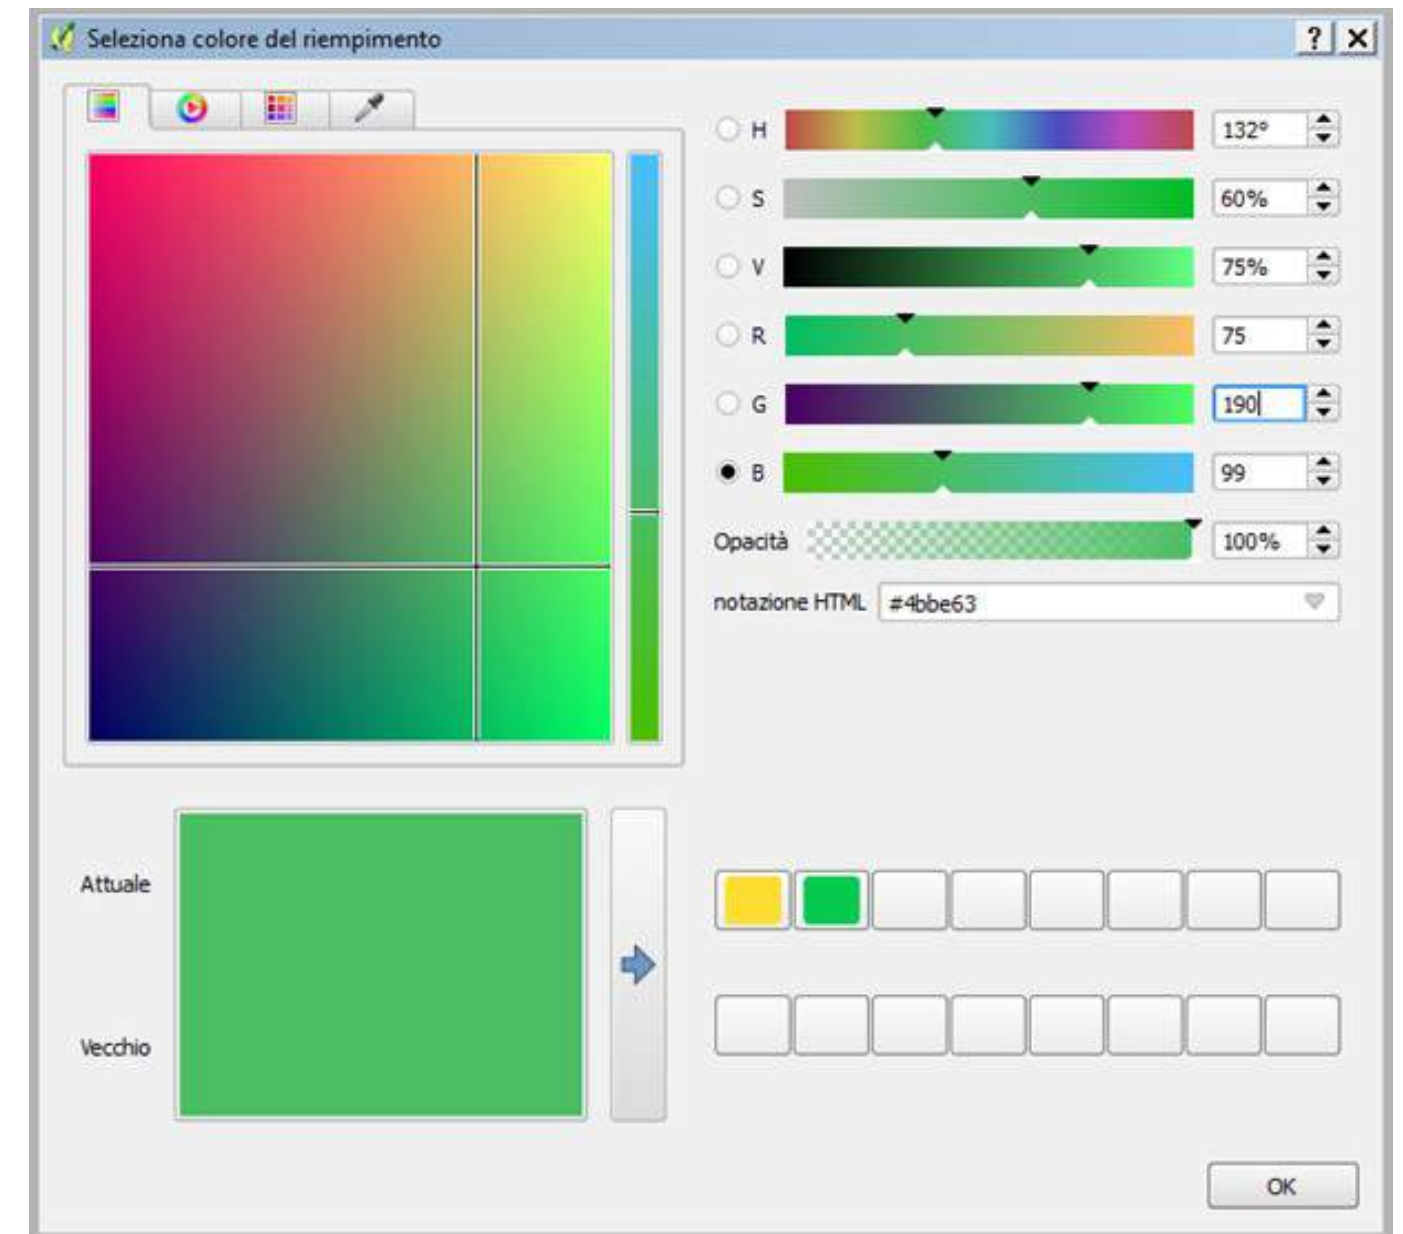 Seleziona colore del riempimento ?
H 132°
S 60%
V 75%
R 75
G 190
B 99
Opacità 100%
notazione HTML #4bbe63
Attuale
Vecchio
OK